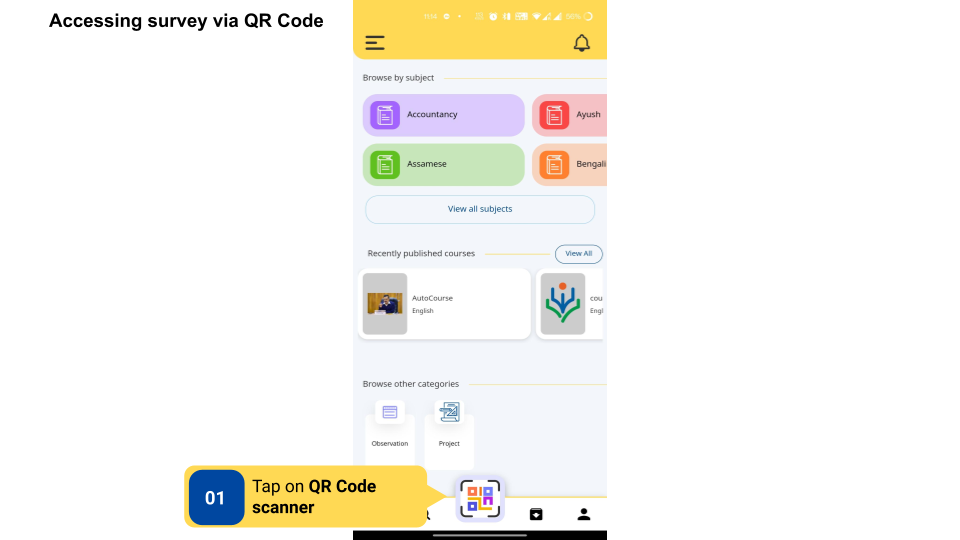 Accessing survey via QR Code
11:14
56%
Browse by subject
Accountancy
Ayush
Assamese
Bengali
View all subjects
Recently published courses
View All
AutoCourse
English
cou
Engl
Browse other categories
Observation
Project
01
Tap on QR Code
scanner